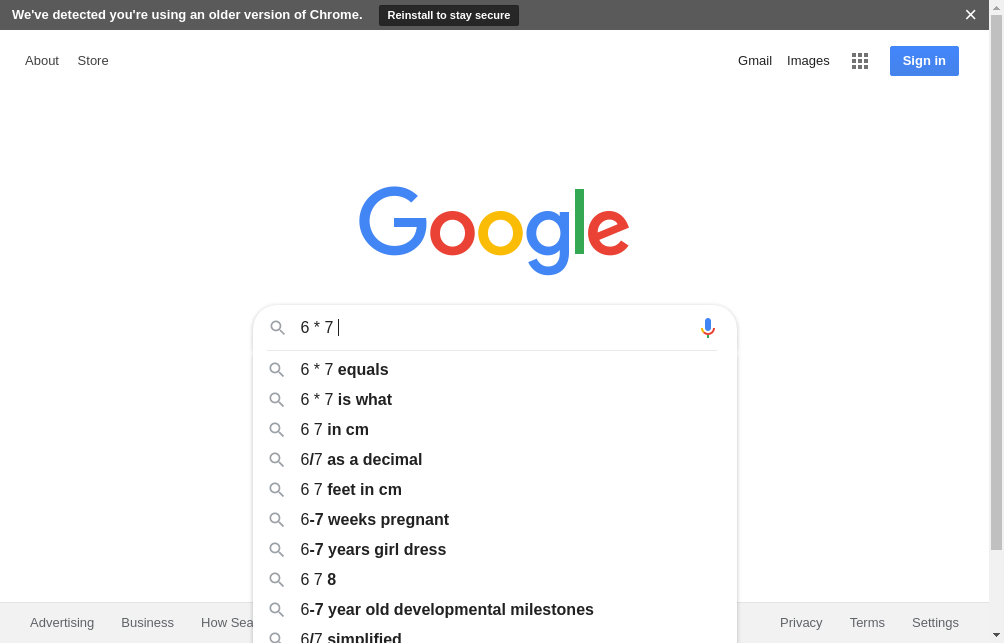 We've detected you're using an older version of Chrome. Reinstall to stay secure
About Store Gmail Images Sign in
Google
6 * 7
6 * 7 equals
6 * 7 is what
6 7 in cm
6/7 as a decimal
6 7 feet in cm
6-7 weeks pregnant
6-7 years girl dress
6 7 8
6-7 year old developmental milestones
6/7 simplified
Advertising Business How Sea Privacy Terms Settings